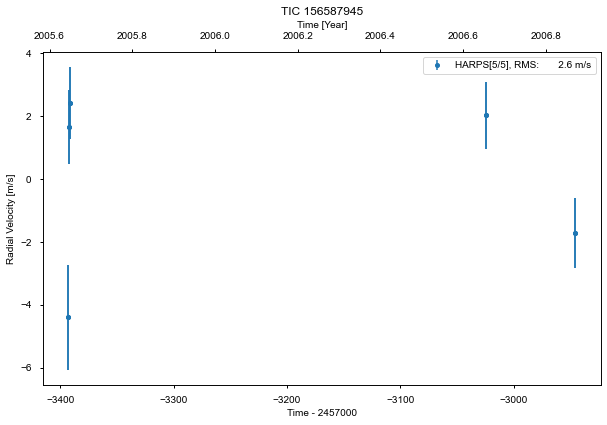 TIC 156587945
Time [Year]
2005.6 2005.8 2006.0 2006.2 2006.4 2006.6 2006.8
HARPS[5/5], RMS: 2.6 m/s
4
2
0
−2
−4
−6
Radial Velocity [m/s]
−3400 −3300 −3200 −3100 −3000
Time - 2457000